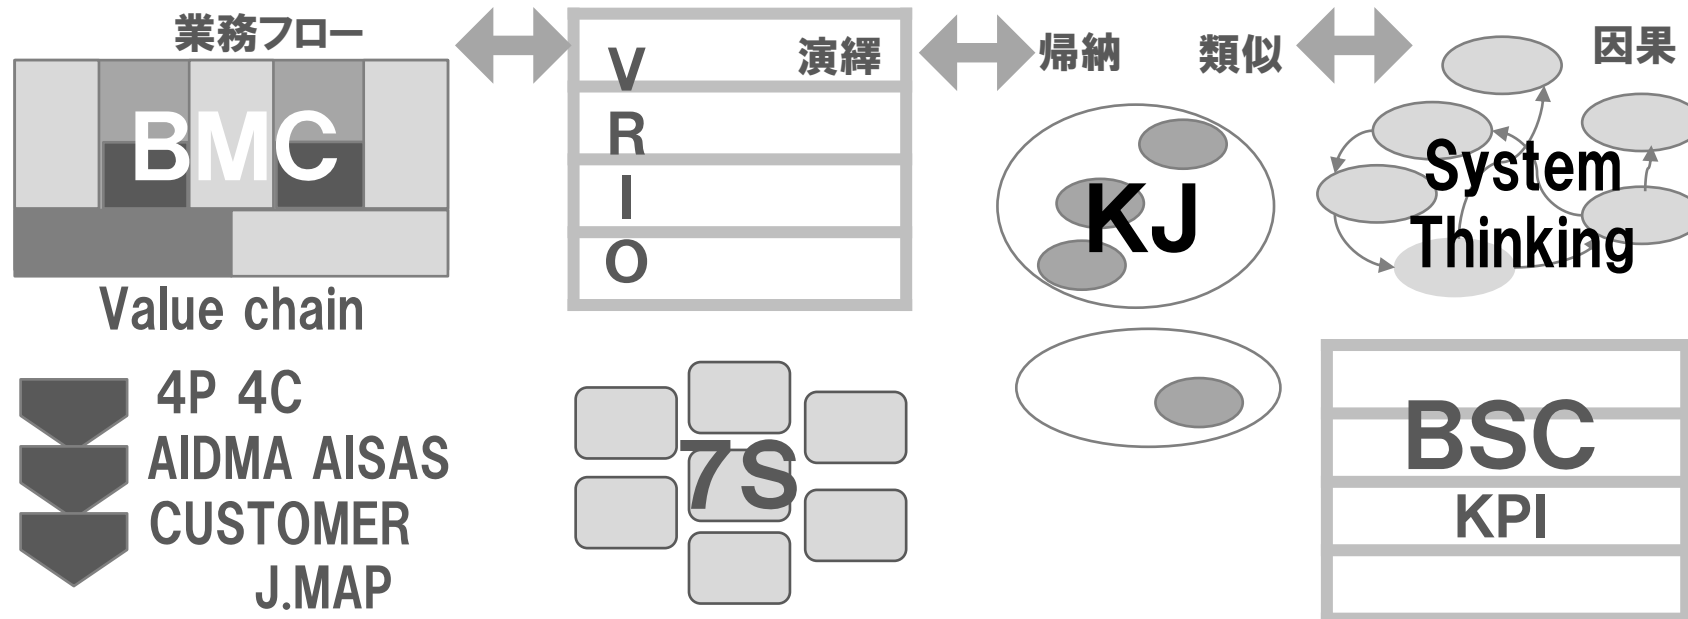 業務フロー
BMC
Value chain
4P 4C
AIDMA AISAS
CUSTOMER
J.MAP
演繹
V
R
I
O
7S
帰納
KJ
類似
因果
System
Thinking
BSC
KPI